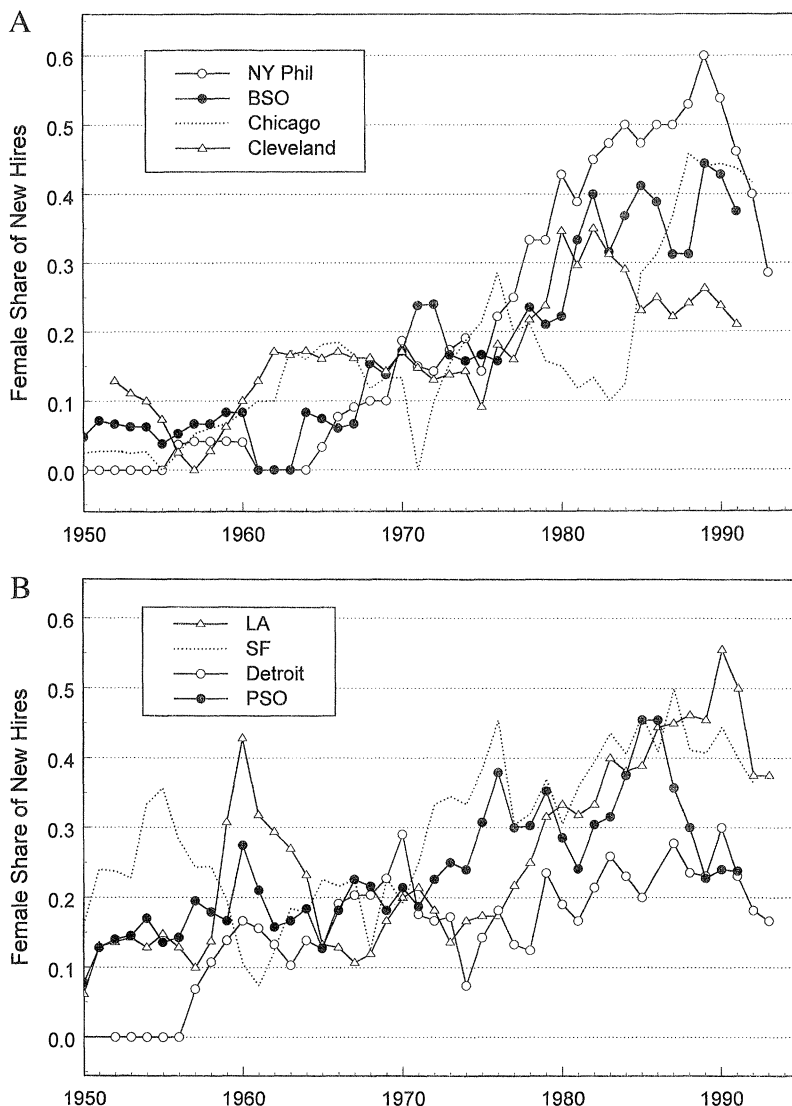 A
NY Phil
BSO
Chicago
Cleveland
Female Share of New Hires
0.6
0.5
0.4
0.3
0.2
0.1
0.0
1950 1960 1970 1980 1990
B
LA
SF
Detroit
PSO
Female Share of New Hires
0.6
0.5
0.4
0.3
0.2
0.1
0.0
1950 1960 1970 1980 1990